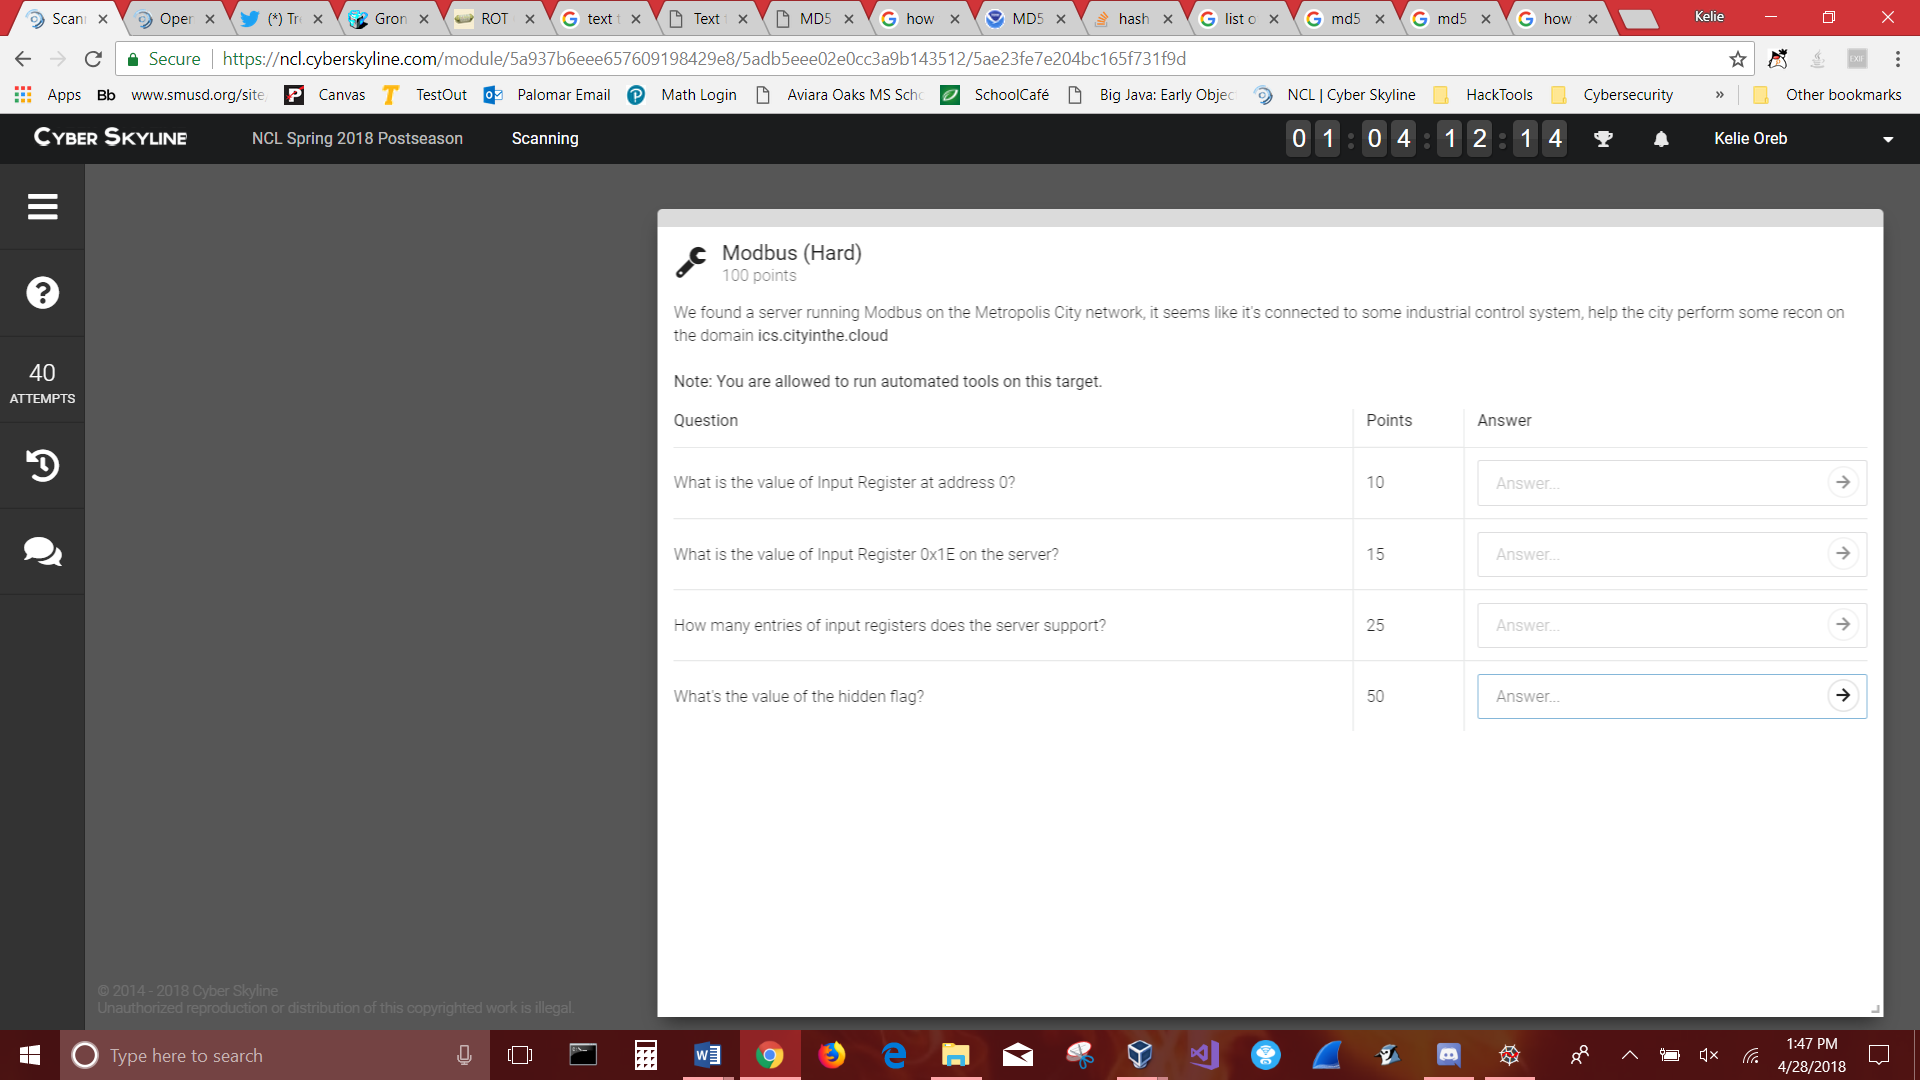 Scann
Oper
(*) Tr
Gron
ROT
text t
Text
MD5
how
MD5
hash
list o
md5
md5
how
Kelie
Secure
https://ncl.cyberskyline.com/module/5a937b6eee657609198429e8/5adb5eee02e0cc3a9b143512/5ae23fe7e204bc165f731f9d
Apps
Bb www.smusd.org/site
Canvas
TestOut
Palomar Email
Math Login
Aviara Oaks MS Scho
SchoolCafé
Big Java: Early Objec
NCL | Cyber Skyline
HackTools
Cybersecurity
»
Other bookmarks
CYBER SKYLINE
NCL Spring 2018 Postseason
Scanning
01:04:12:14
Kelie Oreb
40
ATTEMPTS
Modbus (Hard)
100 points
We found a server running Modbus on the Metropolis City network, it seems like it's connected to some industrial control system, help the city perform some recon on
the domain ics.cityinthe.cloud
Note: You are allowed to run automated tools on this target.
Question Points Answer
What is the value of Input Register at address 0? 10 Answer...
What is the value of Input Register 0x1E on the server? 15 Answer...
How many entries of input registers does the server support? 25 Answer...
What's the value of the hidden flag? 50 Answer...
© 2014 - 2018 Cyber Skyline
Unauthorized reproduction or distribution of this copyrighted work is illegal.
Type here to search
1:47 PM
4/28/2018